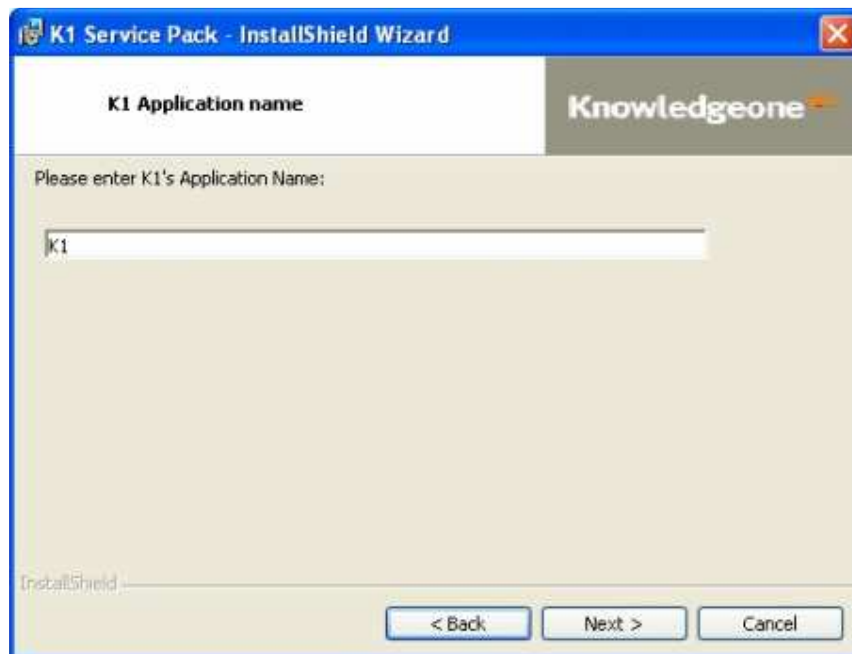 K1 Service Pack - InstallShield Wizard
K1 Application name
Knowledgeone
Please enter K1's Application Name:
K1
InstallShield
< Back
Next >
Cancel